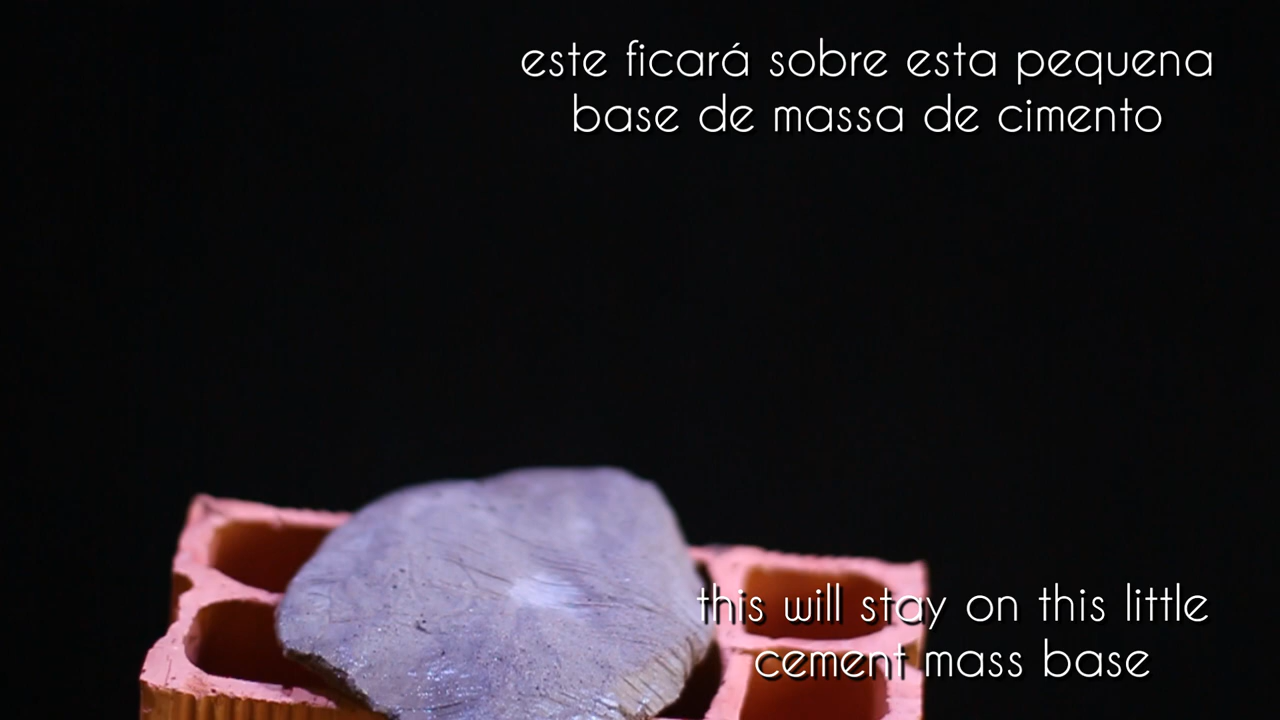 este ficará sobre esta pequena
base de massa de cimento
this will stay on this little
cement mass base